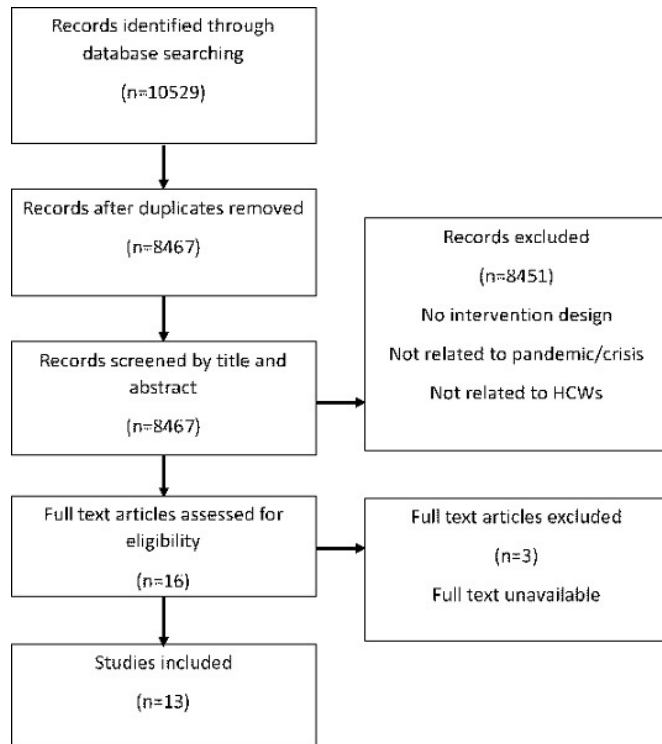 Records identified through
database searching
(n=10529)
Records after duplicates removed
(n=8467)
Records excluded
(n=8451)
No intervention design
Not related to pandemic/crisis
Not related to HCWs
Records screened by title and
abstract
(n=8467)
Full text articles assessed for
eligibility
(n=16)
Full text articles excluded
(n=3)
Full text unavailable
Studies included
(n=13)